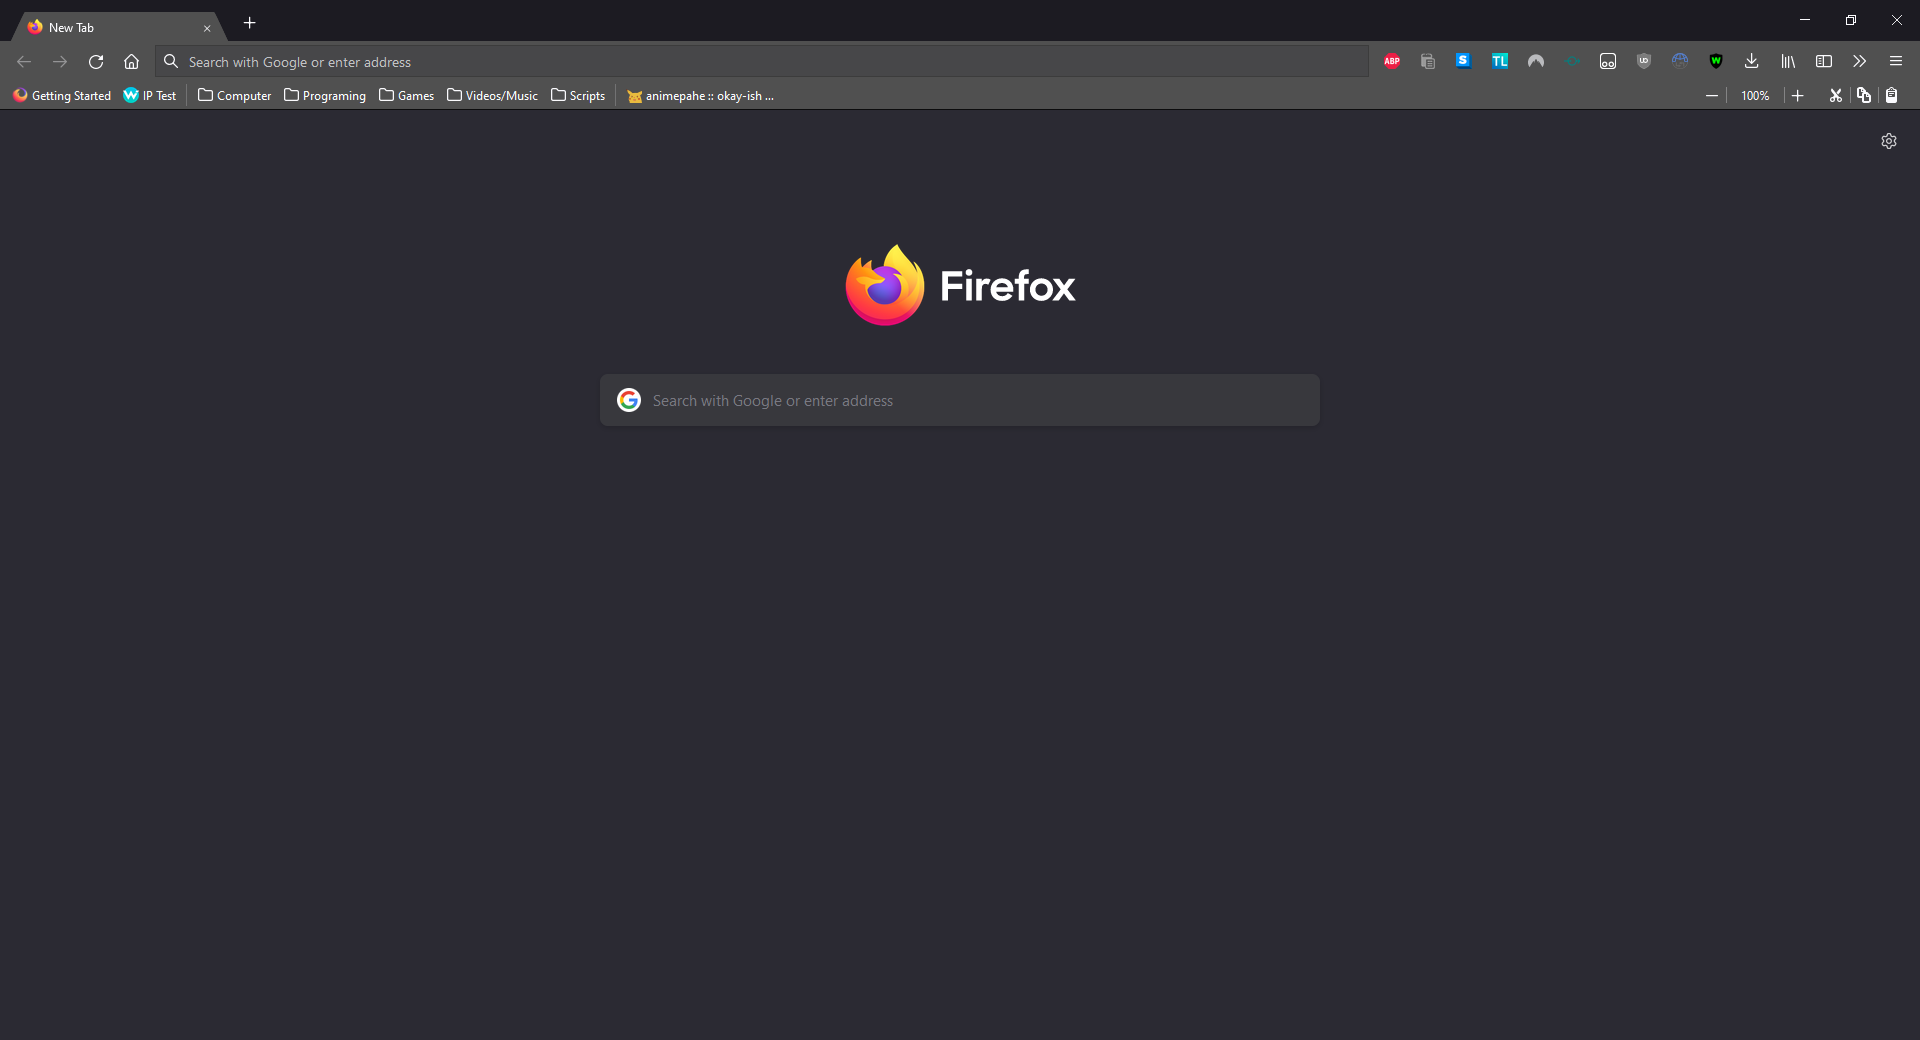 New Tab
Search with Google or enter address
ABP
S
TL
UD
W
Getting Started
IP Test
Computer
Programing
Games
Videos/Music
Scripts
animepahe :: okay-ish ...
100%
Firefox
Search with Google or enter address